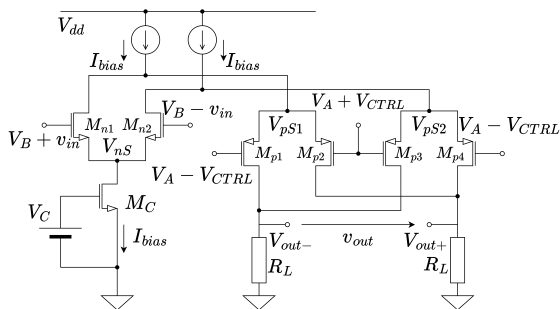 V_{dd}
I_{bias} I_{bias}
V_B - v_{in} V_A + V_{CTRL}
M_{n1} M_{n2} V_{pS1} V_{pS2} V_A - V_{CTRL}
V_B + v_{in} V_{nS} M_{p1} M_{p2} M_{p3} M_{p4}
V_A - V_{CTRL}
V_C M_C
I_{bias} V_{out-} v_{out} V_{out+}
R_L R_L